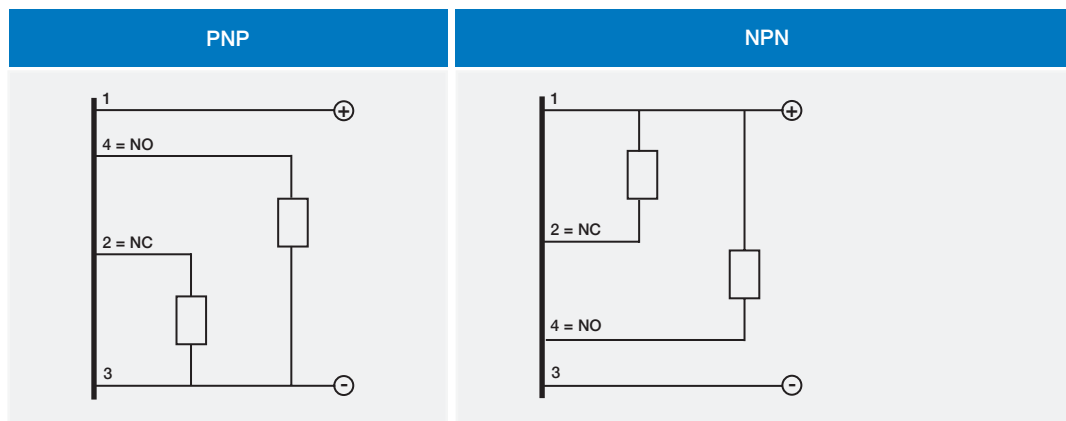 PNP
1
+
4 = NO
2 = NC
3
-
NPN
1
+
2 = NC
4 = NO
3
-